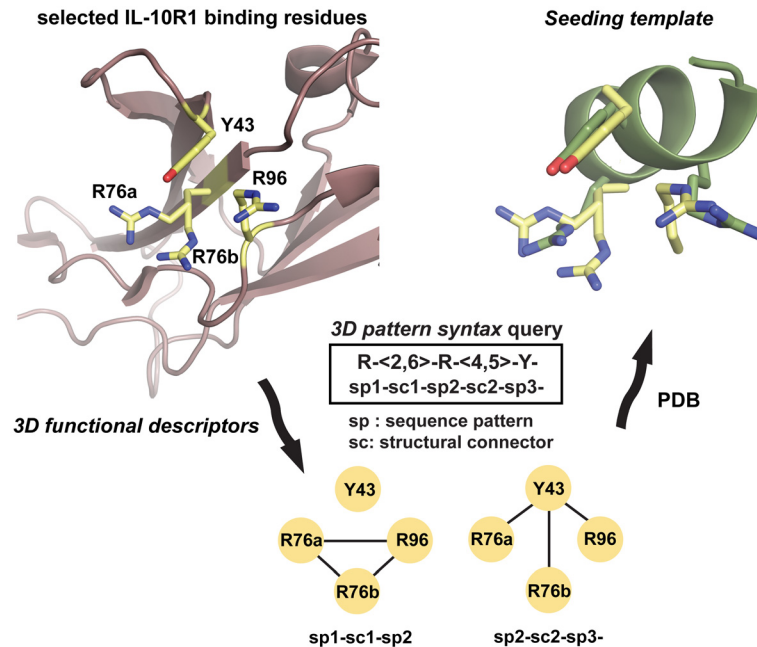 selected IL-10R1 binding residues
Seeding template
Y43
R76a
R96
R76b
3D pattern syntax query
R-<2,6>-R-<4,5>-Y-
sp1-sc1-sp2-sc2-sp3-
sp : sequence pattern
sc: structural connector
3D functional descriptors
PDB
Y43
R76a
R96
R76b
sp1-sc1-sp2
Y43
R76a
R96
R76b
sp2-sc2-sp3-